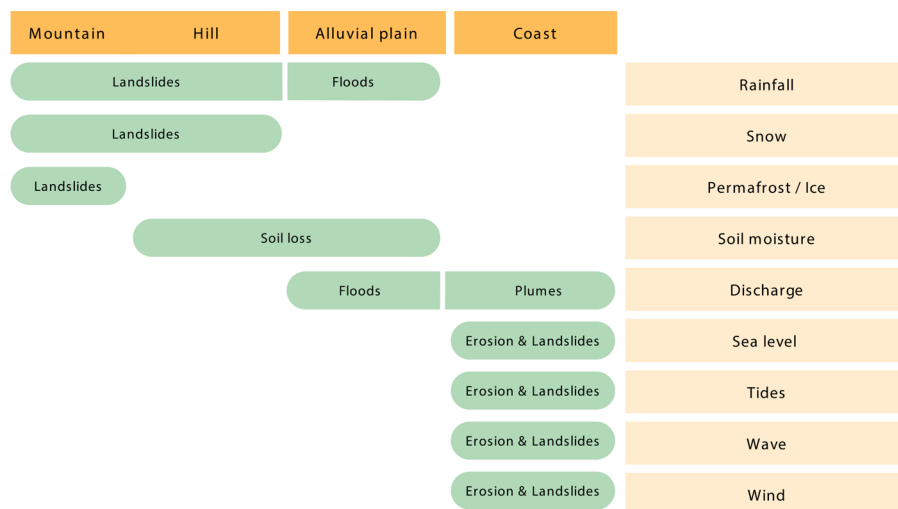 Mountain Hill Alluvial plain Coast
Landslides Floods Rainfall
Landslides Snow
Landslides Permafrost / Ice
Soil loss Soil moisture
Floods Plumes Discharge
Erosion & Landslides Sea level
Erosion & Landslides Tides
Erosion & Landslides Wave
Erosion & Landslides Wind